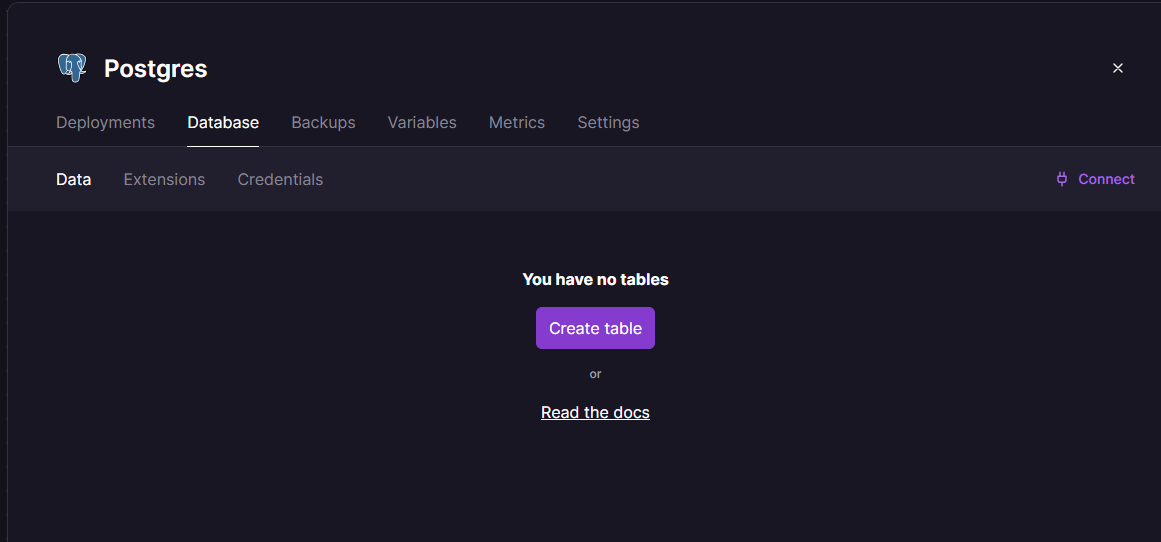 Postgres
Deployments Database Backups Variables Metrics Settings
Data Extensions Credentials Connect
You have no tables
Create table
or
Read the docs